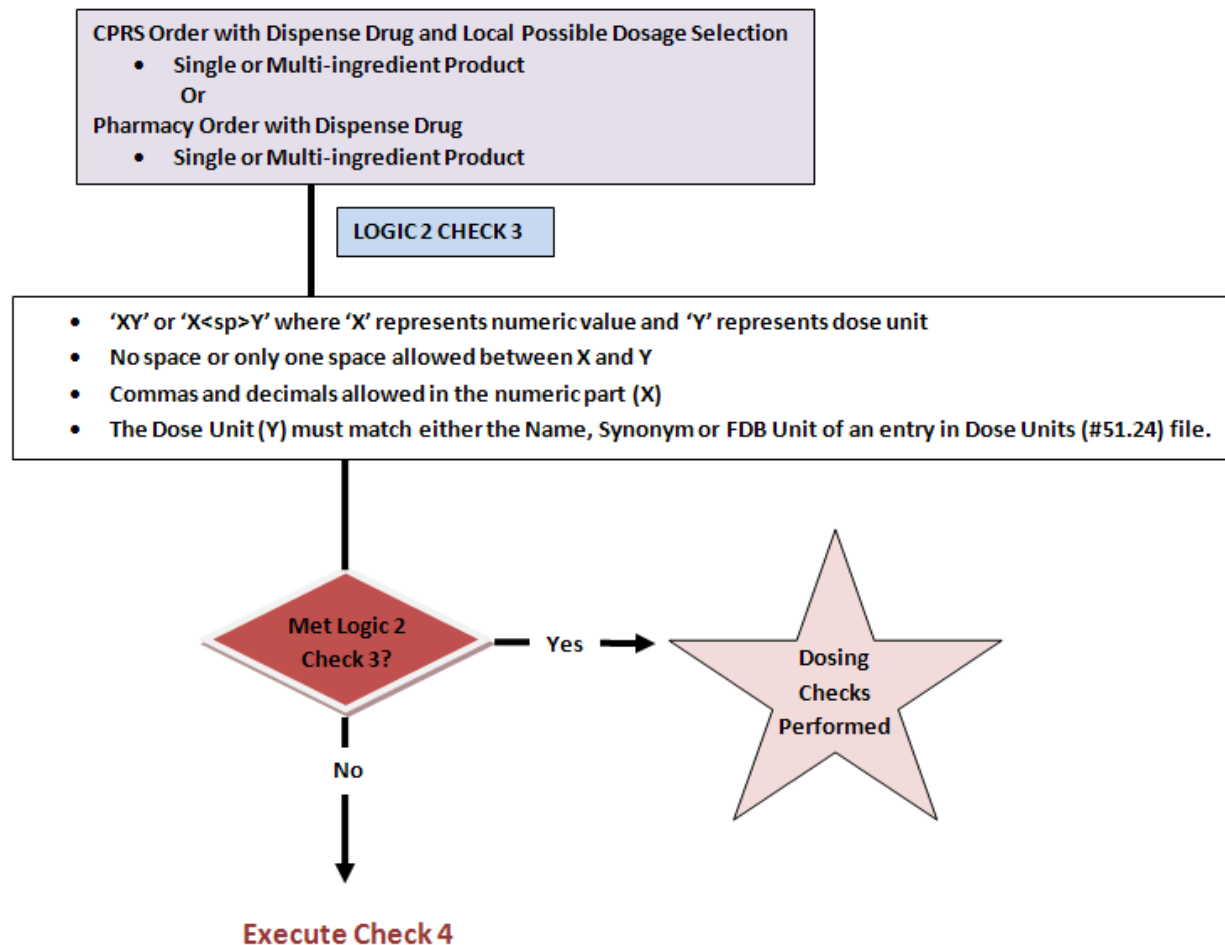 CPRS Order with Dispense Drug and Local Possible Dosage Selection
• Single or Multi-ingredient Product
Or
Pharmacy Order with Dispense Drug
• Single or Multi-ingredient Product
LOGIC 2 CHECK 3
• ‘XY’ or ‘X<sp>Y’ where ‘X’ represents numeric value and ‘Y’ represents dose unit
• No space or only one space allowed between X and Y
• Commas and decimals allowed in the numeric part (X)
• The Dose Unit (Y) must match either the Name, Synonym or FDB Unit of an entry in Dose Units (#51.24) file.
Met Logic 2
Check 3?
Yes
Dosing
Checks
Performed
No
Execute Check 4